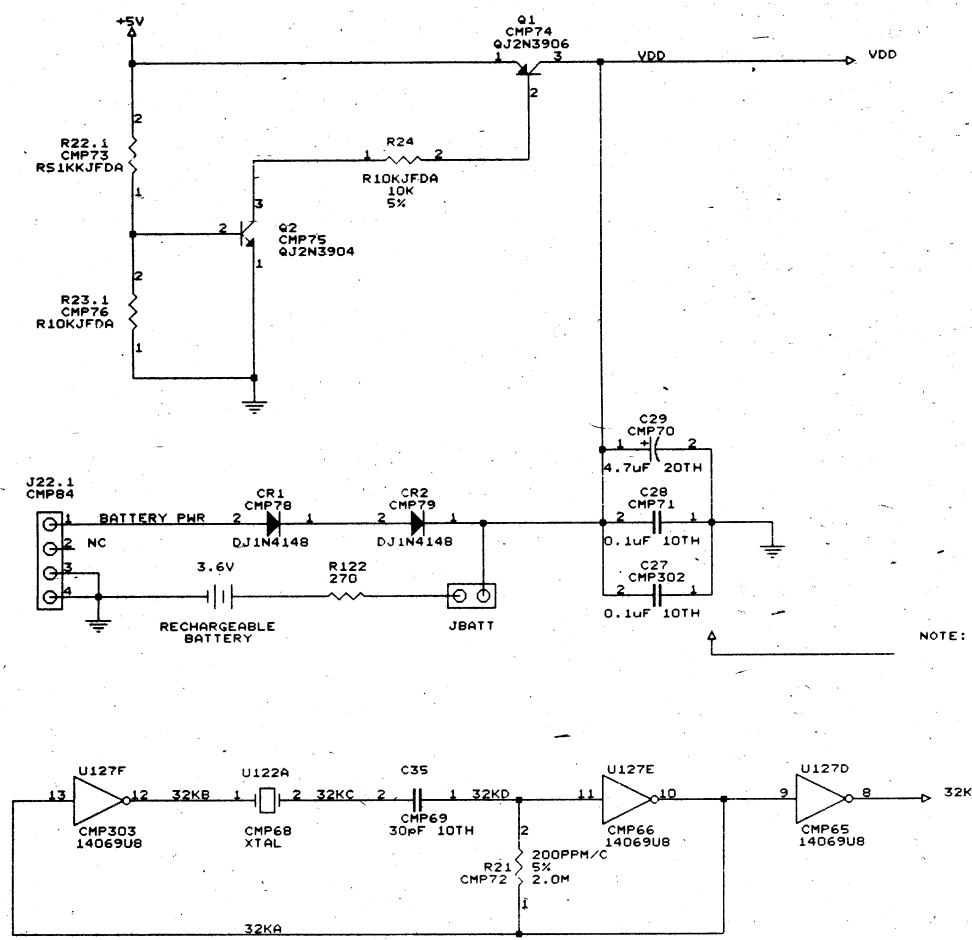 +5V
Q1
CMP74
QJ2N3906
1
3
VDD
VDD
2
2
R22.1
CMP73
R51KKJFDA
1
R24
1
2
R10KJFDA
10K
5%
3
2
Q2
CMP75
QJ2N3904
1
2
R23.1
CMP76
R10KJFDA
1
C29
CMP70
1
+
2
4.7uF 20TH
J22.1
CMP84
1
BATTERY PWR
2
CR1
CMP78
1
DJ1N4148
2
CR2
CMP79
1
DJ1N4148
C28
CMP71
2
1
0.1uF 10TH
2
NC
3
4
3.6V
R122
270
C27
CMP302
2
1
0.1uF 10TH
RECHARGEABLE
BATTERY
JBATT
NOTE:
U127F
13
12
CMP303
14069U8
32KB
U122A
1
2
CMP68
XTAL
32KC
C35
2
1
CMP69
30pF 10TH
32KD
U127E
11
10
CMP66
14069U8
U127D
9
8
CMP65
14069U8
32K
2
R21
CMP72
200PPM/C
5%
2.0M
1
32KA